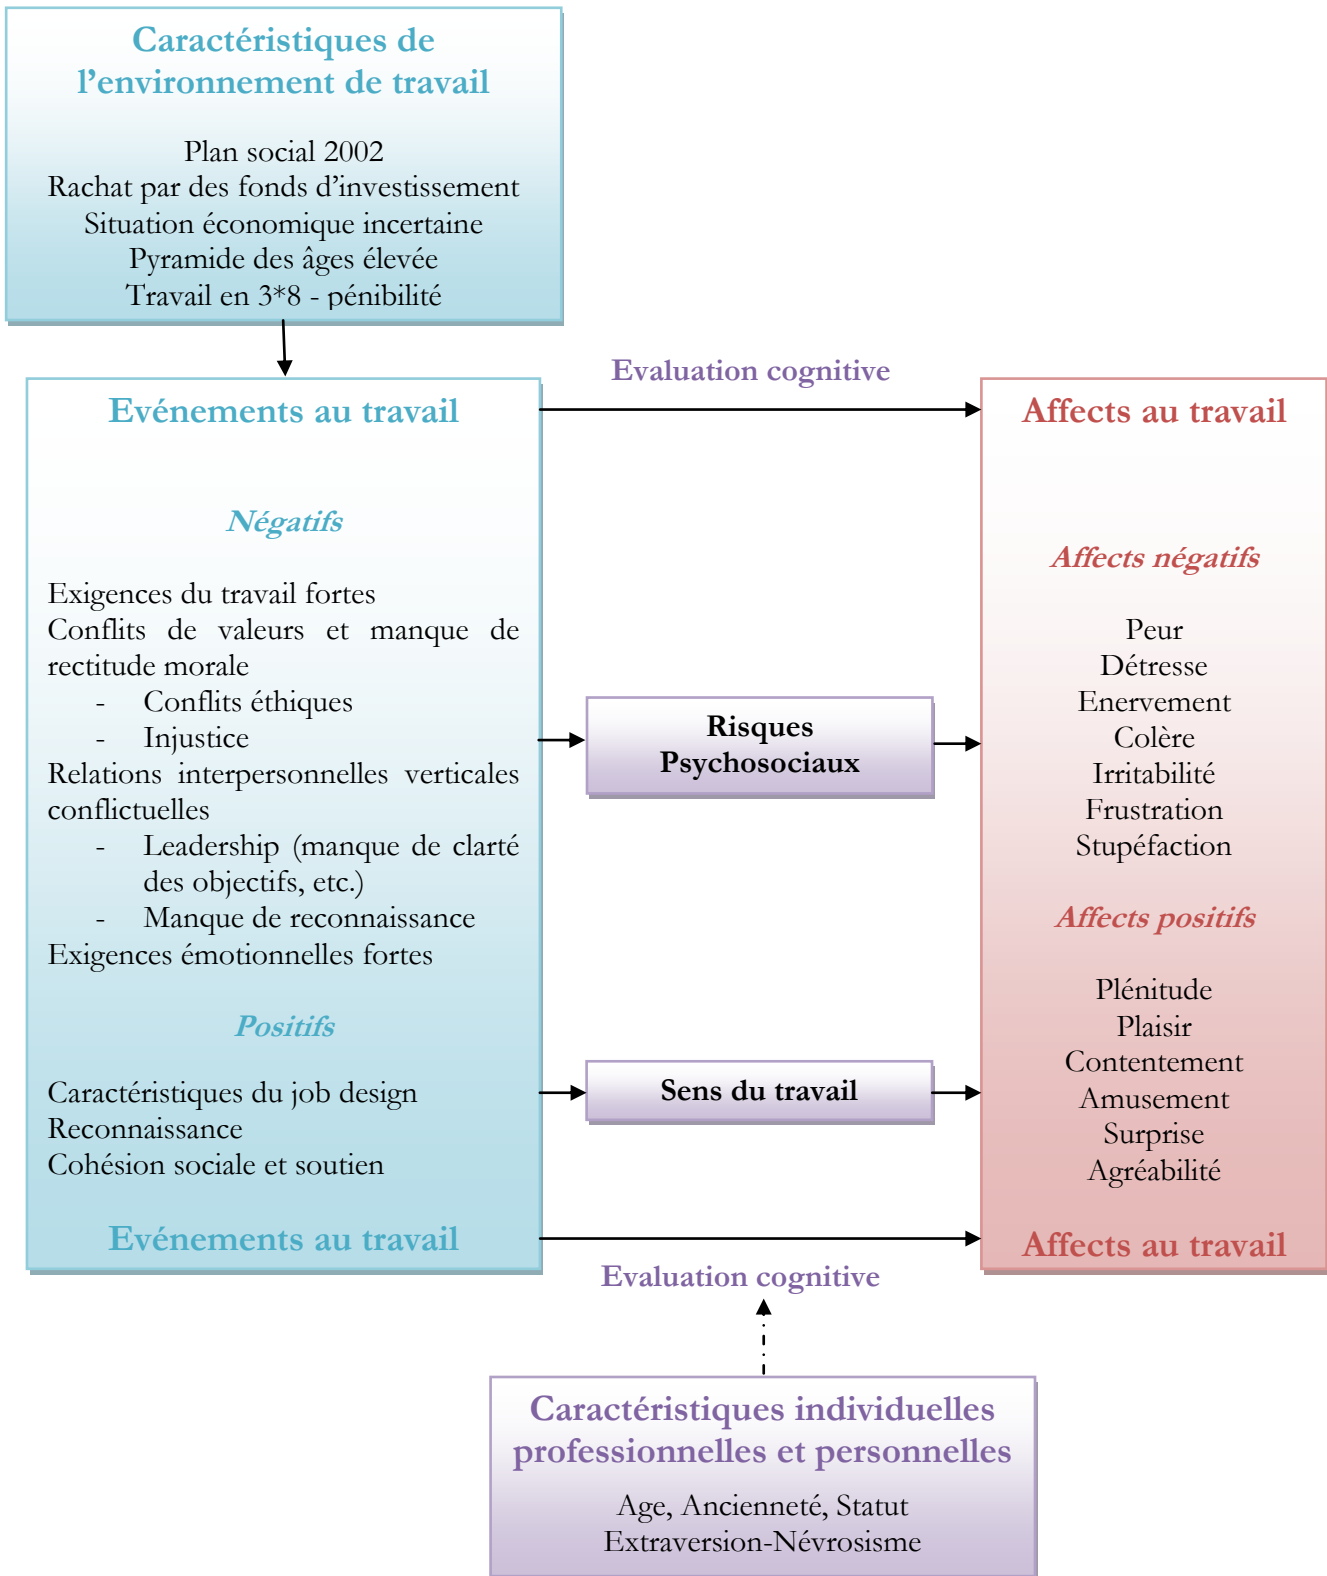 Caractéristiques de
l’environnement de travail
Plan social 2002
Rachat par des fonds d’investissement
Situation économique incertaine
Pyramide des âges élevée
Travail en 3*8 - pénibilité
Evaluation cognitive
Evénements au travail
Négatifs
Exigences du travail fortes
Conflits de valeurs et manque de
rectitude morale
- Conflits éthiques
- Injustice
Relations interpersonnelles verticales
conflictuelles
- Leadership (manque de clarté
des objectifs, etc.)
- Manque de reconnaissance
Exigences émotionnelles fortes
Positifs
Caractéristiques du job design
Reconnaissance
Cohésion sociale et soutien
Evénements au travail
Risques
Psychosociaux
Sens du travail
Affects au travail
Affects négatifs
Peur
Détresse
Enervement
Colère
Irritabilité
Frustration
Stupéfaction
Affects positifs
Plénitude
Plaisir
Contentement
Amusement
Surprise
Agréabilité
Affects au travail
Evaluation cognitive
Caractéristiques individuelles
professionnelles et personnelles
Age, Ancienneté, Statut
Extraversion-Névrosisme